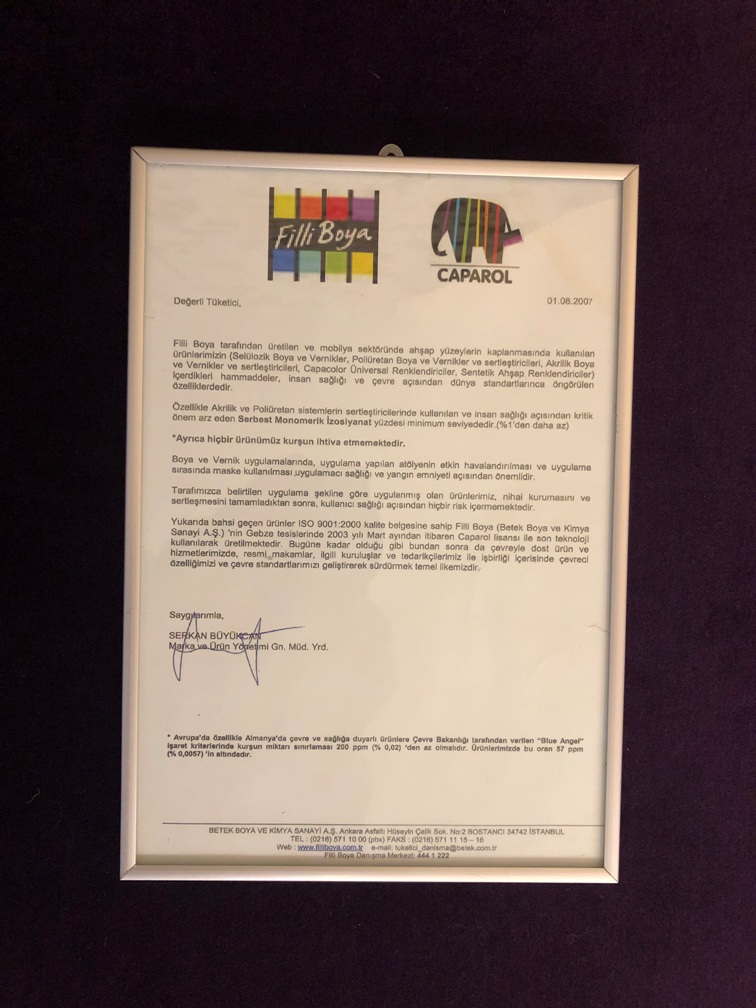 Filli Boya
CAPAROL
Değerli Tüketici,
01.08.2007
Filli Boya tarafından üretilen ve mobilya sektöründe ahşap yüzeylerin kaplanmasında kullanılan
ürünlerimizin (Selülozik Boya ve Vernikler, Poliüretan Boya ve Vernikler ve sertleştiricileri, Akrilik Boya
ve Vernikler ve sertleştiricileri, Capacolor Üniversal Renklendiriciler, Sentetik Ahşap Renklendiriciler)
içerdikleri hammaddeler, insan sağlığı ve çevre açısından dünya standartlarınca öngörülen
özelliklerdedir.
Özellikle Akrilik ve Poliüretan sistemlerin sertleştiricilerinde kullanılan ve insan sağlığı açısından kritik
önem arz eden Serbest Monomerik İzosiyanat yüzdesi minimum seviyededir.(%1'den daha az)
*Ayrıca hiçbir ürünümüz kurşun ihtiva etmemektedir.
Boya ve Vernik uygulamalarında, uygulama yapılan atölyenin etkin havalandırılması ve uygulama
sırasında maske kullanılması uygulamacı sağlığı ve yangın emniyeti açısından önemlidir.
Tarafımızca belirtilen uygulama şekline göre uygulanmış olan ürünlerimiz, nihai kurumasını ve
sertleşmesini tamamladıktan sonra, kullanıcı sağlığı açısından hiçbir risk içermemektedir.
Yukarıda bahsi geçen ürünler ISO 9001:2000 kalite belgesine sahip Filli Boya (Betek Boya ve Kimya
Sanayi A.Ş.) 'nin Gebze tesislerinde 2003 yılı Mart ayından itibaren Caparol lisansı ile son teknoloji
kullanılarak üretilmektedir. Bugüne kadar olduğu gibi bundan sonra da çevreyle dost ürün ve
hizmetlerimizde, resmi makamlar, ilgili kuruluşlar ve tedarikçilerimiz ile işbirliği içerisinde çevreci
özelliğimizi ve çevre standartlarımızı geliştirerek sürdürmek temel ilkemizdir.
Saygılarımla,
SERKAN BÜYÜKCAN
Marka ve Ürün Yönetimi Gn. Müd. Yrd.
* Avrupa'da özellikle Almanya'da çevre ve sağlığa duyarlı ürünlere Çevre Bakanlığı tarafından verilen "Blue Angel"
işaret kriterlerinde kurşun miktarı sınırlaması 200 ppm (% 0,02) 'den az olmalıdır. Ürünlerimizde bu oran 57 ppm
(% 0,0057) 'in altındadır.
BETEK BOYA VE KİMYA SANAYİ A.Ş. Ankara Asfaltı Hüseyin Çelik Sok. No:2 BOSTANCI 34742 İSTANBUL
TEL : (0216) 571 10 00 (pbx) FAKS : (0216) 571 11 15 - 16
Web : www.filliboya.com.tr e-mail: tuketici_danisma@betek.com.tr
Filli Boya Danışma Merkezi: 444 1 222